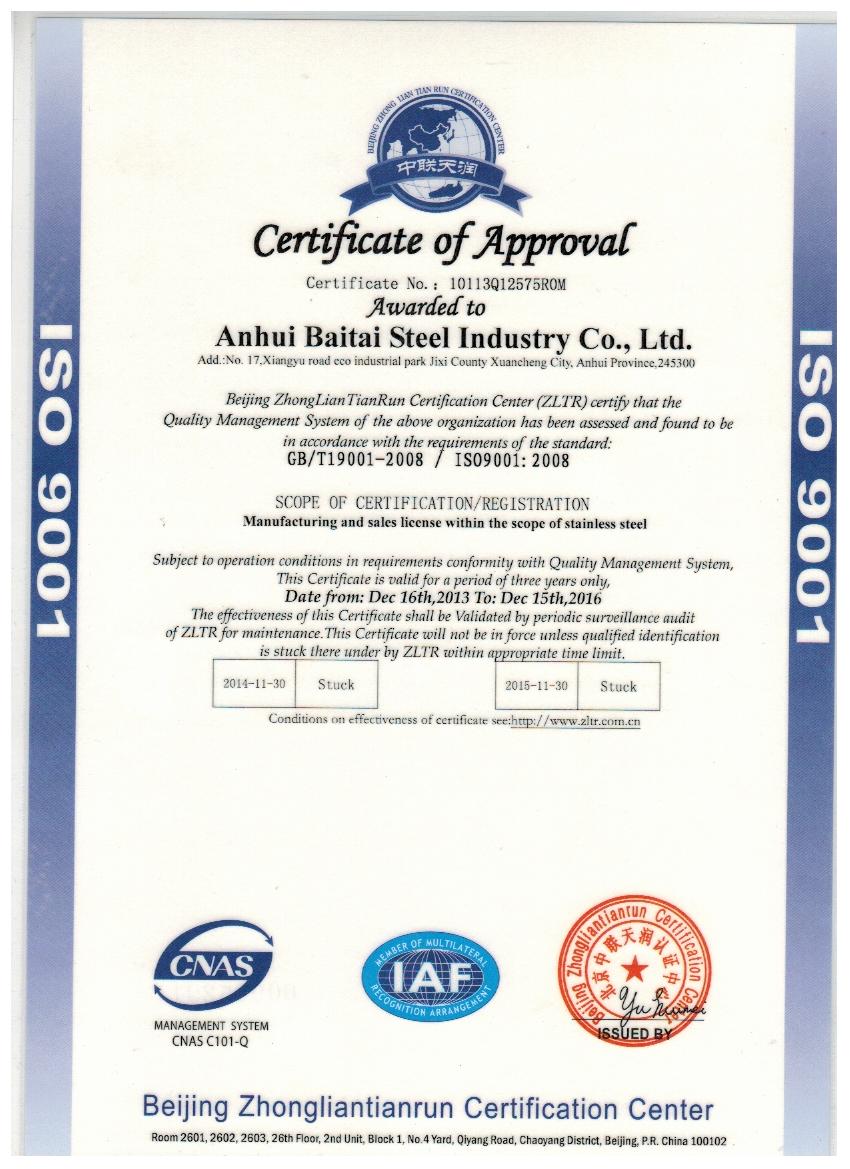 BEIJING ZHONG LIAN TIAN RUN CERTIFICATION CENTER
中联天润
Certificate of Approval
Certificate No.: 10113Q12575ROM
Awarded to
Anhui Baitai Steel Industry Co., Ltd.
Add.:No. 17,Xiangyu road eco industrial park Jixi County Xuancheng City, Anhui Province,245300
Beijing ZhongLianTianRun Certification Center (ZLTR) certify that the
Quality Management System of the above organization has been assessed and found to be
in accordance with the requirements of the standard:
GB/T19001-2008 / ISO9001: 2008
SCOPE OF CERTIFICATION/REGISTRATION
Manufacturing and sales license within the scope of stainless steel
Subject to operation conditions in requirements conformity with Quality Management System,
This Certificate is valid for a period of three years only,
Date from: Dec 16th,2013 To: Dec 15th,2016
The effectiveness of this Certificate shall be Validated by periodic surveillance audit
of ZLTR for maintenance.This Certificate will not be in force unless qualified identification
is stuck there under by ZLTR within appropriate time limit.
2014-11-30 Stuck 2015-11-30 Stuck
Conditions on effectiveness of certificate see:http://www.zltr.com.cn
ISO 9001
ISO 9001
CNAS
MANAGEMENT SYSTEM
CNAS C101-Q
MEMBER OF MULTILATERAL
IAF
RECOGNITION ARRANGEMENT
Beijing Zhongliantianrun Certification Center
北京中联天润认证中心
ISSUED BY
Beijing Zhongliantianrun Certification Center
Room 2601, 2602, 2603, 26th Floor, 2nd Unit, Block 1, No.4 Yard, Qiyang Road, Chaoyang District, Beijing, P.R. China 100102